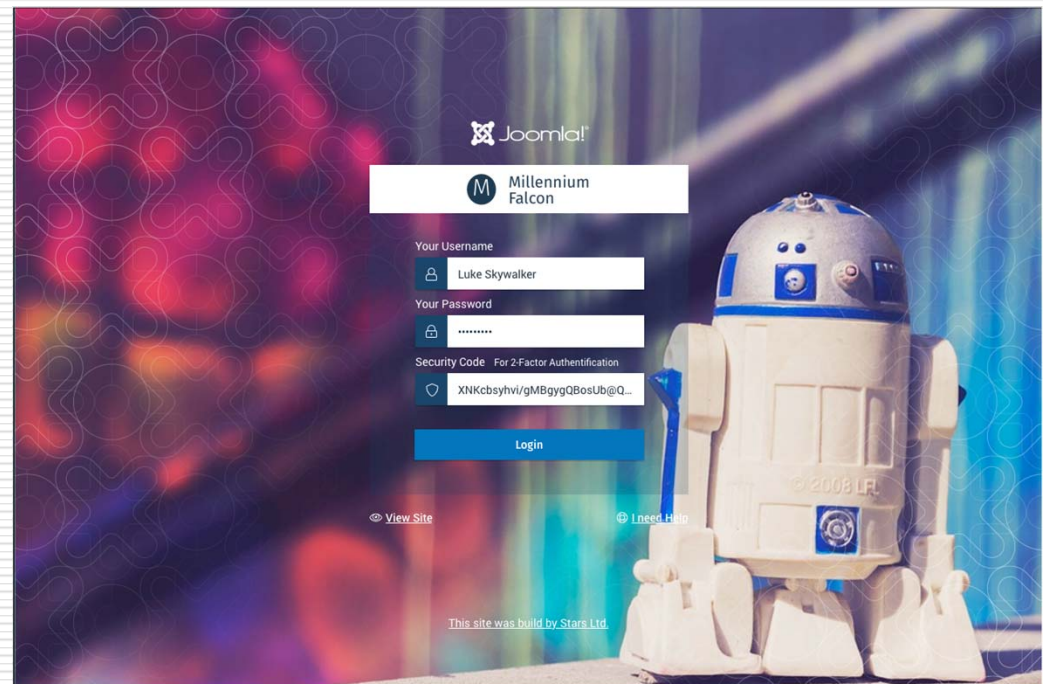 Joomla!®
M
Millennium
Falcon
Your Username
Luke Skywalker
Your Password
•••••••••
Security Code For 2-Factor Authentification
XNKcbsyhvi/gMBgygQBosUb@Q...
Login
View Site
I need Help
© 2008 LFL
This site was build by Stars Ltd.